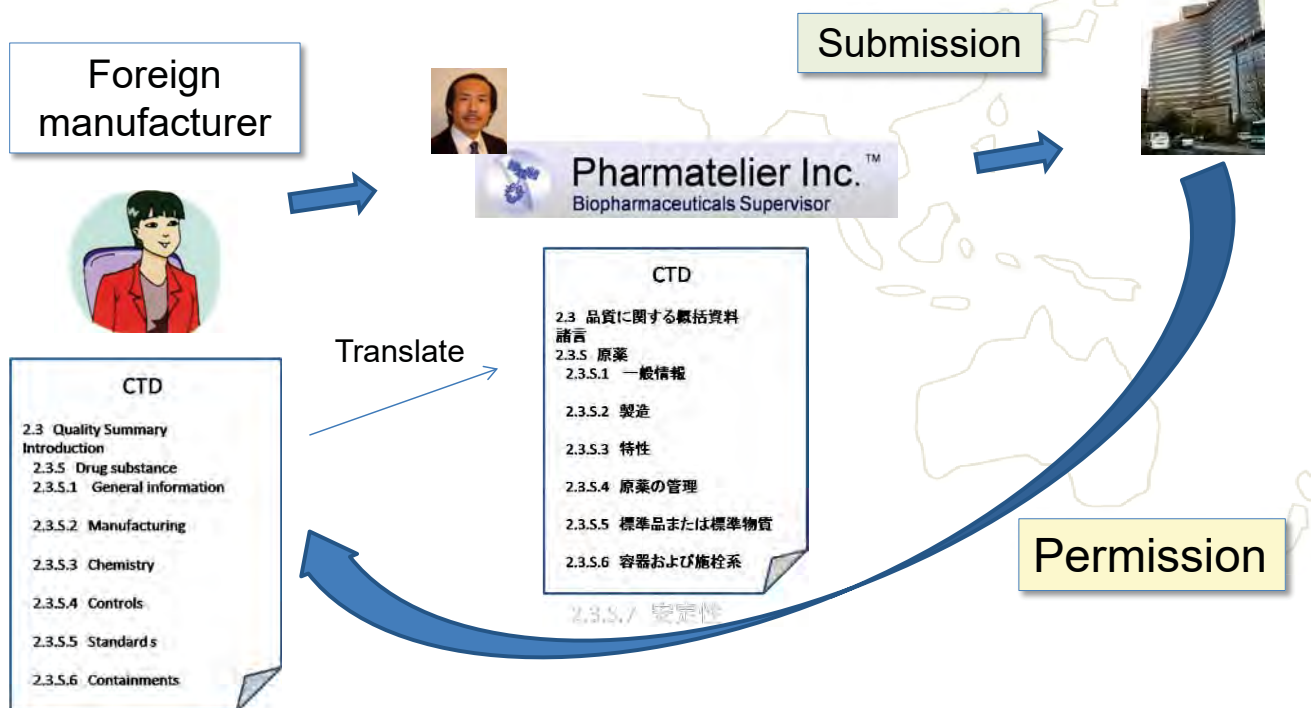 Foreign
manufacturer
Submission
Pharmatelier Inc.™
Biopharmaceuticals Supervisor
Translate
CTD
2.3 Quality Summary
Introduction
2.3.S Drug substance
2.3.S.1 General information
2.3.S.2 Manufacturing
2.3.S.3 Chemistry
2.3.S.4 Controls
2.3.S.5 Standard s
2.3.S.6 Containments
CTD
2.3 品質に関する概括資料
諸言
2.3.S 原薬
2.3.S.1 一般情報
2.3.S.2 製造
2.3.S.3 特性
2.3.S.4 原薬の管理
2.3.S.5 標準品または標準物質
2.3.S.6 容器および施栓系
2.3.S.7 安定性
Permission